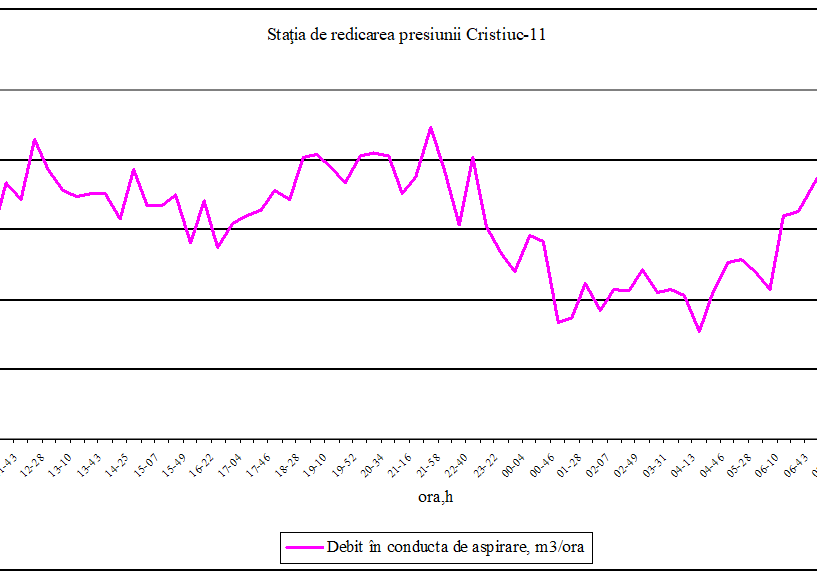 Staţia de redicarea presiunii Cristiuc-11
12-28 13-10 13-43 14-25 15-07 15-49 16-22 17-04 17-46 18-28 19-10 19-52 20-34 21-16 21-58 22-40 23-22 00-04 00-46 01-28 02-07 02-49 03-31 04-13 04-46 05-28 06-10 06-43
ora,h
Debit în conducta de aspirare, m3/ora